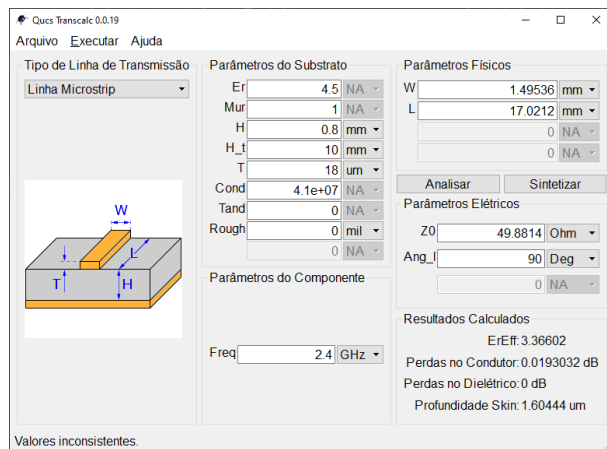 Qucs Transcalc 0.0.19
Arquivo Executar Ajuda
Tipo de Linha de Transmissão
Linha Microstrip
W
L
T
H
Parâmetros do Substrato
Er 4.5 NA
Mur 1 NA
H 0.8 mm
H_t 10 mm
T 18 um
Cond 4.1e+07 NA
Tand 0 NA
Rough 0 mil
0 NA
Parâmetros do Componente
Freq 2.4 GHz
Parâmetros Físicos
W 1.49536 mm
L 17.0212 mm
0 NA
0 NA
Analisar Sintetizar
Parâmetros Elétricos
Z0 49.8814 Ohm
Ang_l 90 Deg
0 NA
Resultados Calculados
ErEff: 3.36602
Perdas no Condutor: 0.0193032 dB
Perdas no Dielétrico: 0 dB
Profundidade Skin: 1.60444 um
Valores inconsistentes.